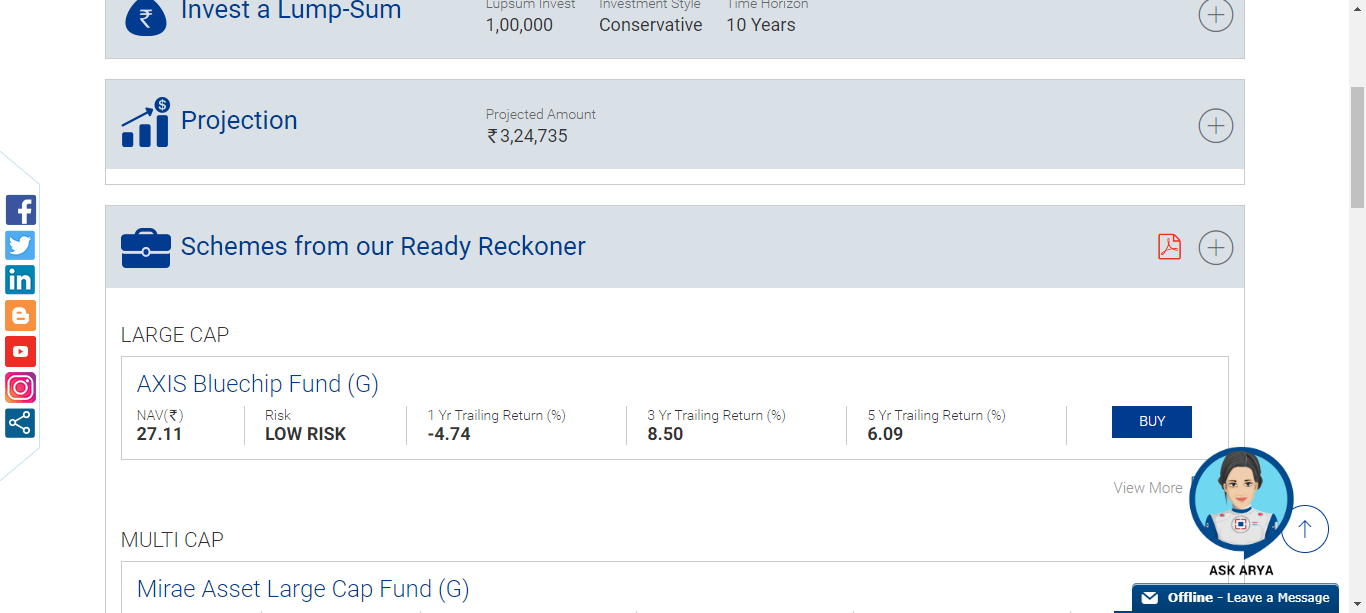 Invest a Lump-Sum
Lupsum Invest
1,00,000
Investment Style
Conservative
Time Horizon
10 Years
Projection
Projected Amount
₹ 3,24,735
Schemes from our Ready Reckoner
LARGE CAP
AXIS Bluechip Fund (G)
NAV(₹)
27.11
Risk
LOW RISK
1 Yr Trailing Return (%)
-4.74
3 Yr Trailing Return (%)
8.50
5 Yr Trailing Return (%)
6.09
BUY
View More
ASK ARYA
MULTI CAP
Mirae Asset Large Cap Fund (G)
Offline - Leave a Message